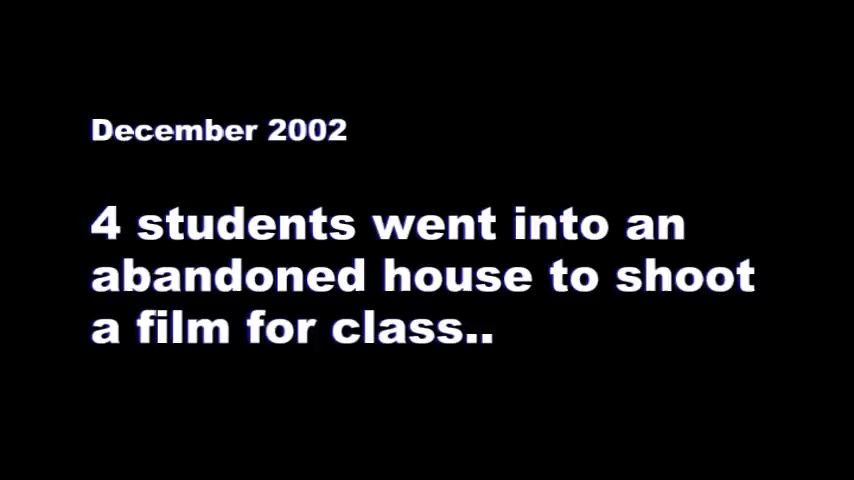 December 2002
4 students went into an
abandoned house to shoot
a film for class..